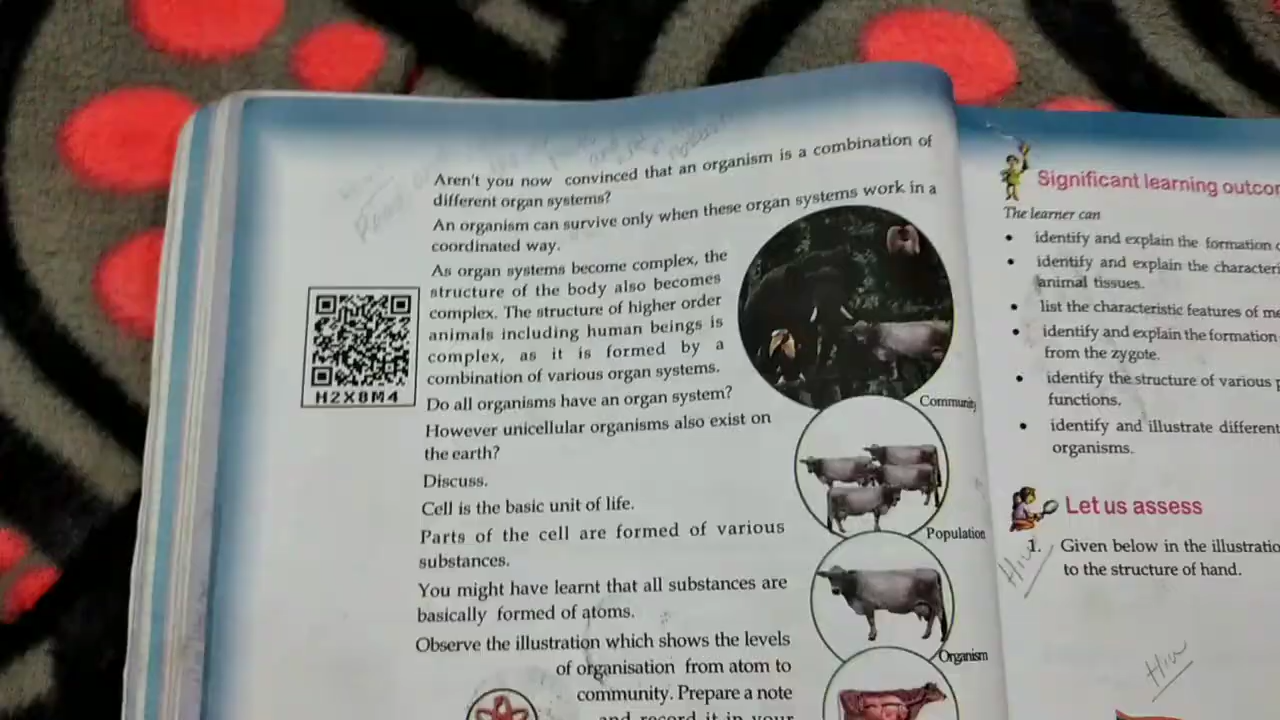 Aren't you now convinced that an organism is a combination of
different organ systems?
An organism can survive only when these organ systems work in a
coordinated way.
As organ systems become complex, the
structure of the body also becomes
complex. The structure of higher order
animals including human beings is
complex, as it is formed by a
combination of various organ systems.
Do all organisms have an organ system?
However unicellular organisms also exist on
the earth?
Discuss.
Cell is the basic unit of life.
Parts of the cell are formed of various
substances.
You might have learnt that all substances are
basically formed of atoms.
Observe the illustration which shows the levels
of organisation from atom to
community. Prepare a note
and record it in your
H2X8M4
Community
Population
Organism
Significant learning outcom
The learner can
• identify and explain the formation
• identify and explain the characteri
animal tissues.
• list the characteristic features of me
• identify and explain the formation
from the zygote.
• identify the structure of various p
functions.
• identify and illustrate different
organisms.
Let us assess
1. Given below in the illustratio
to the structure of hand.